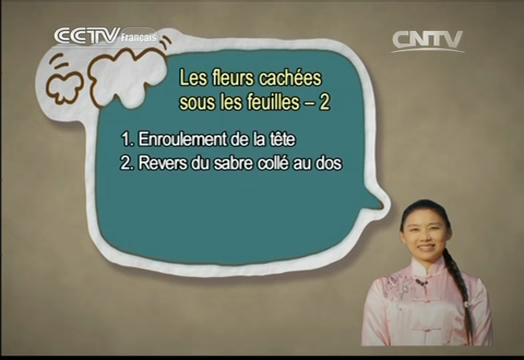 CCTV Français
CNTV
Les fleurs cachées
sous les feuilles – 2
1. Enroulement de la tête
2. Revers du sabre collé au dos